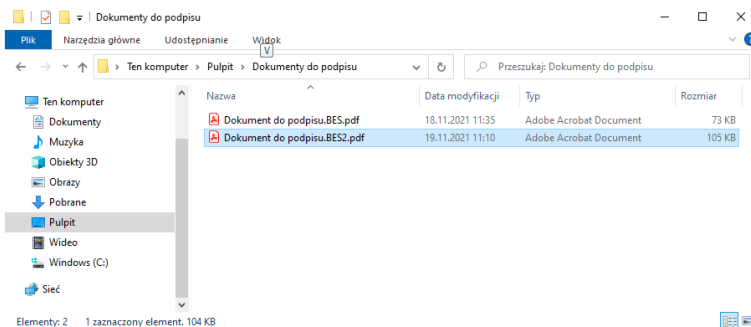 Dokumenty do podpisu
Plik Narzędzia główne Udostępnianie Widok
V
Ten komputer > Pulpit > Dokumenty do podpisu Przeszukaj: Dokumenty do podpisu
Ten komputer
Dokumenty
Muzyka
Obiekty 3D
Obrazy
Pobrane
Pulpit
Wideo
Windows (C:)
Sieć
Nazwa Data modyfikacji Typ Rozmiar
Dokument do podpisu.BES.pdf 18.11.2021 11:35 Adobe Acrobat Document 73 KB
Dokument do podpisu.BES2.pdf 19.11.2021 11:10 Adobe Acrobat Document 105 KB
Elementy: 2 1 zaznaczony element. 104 KB